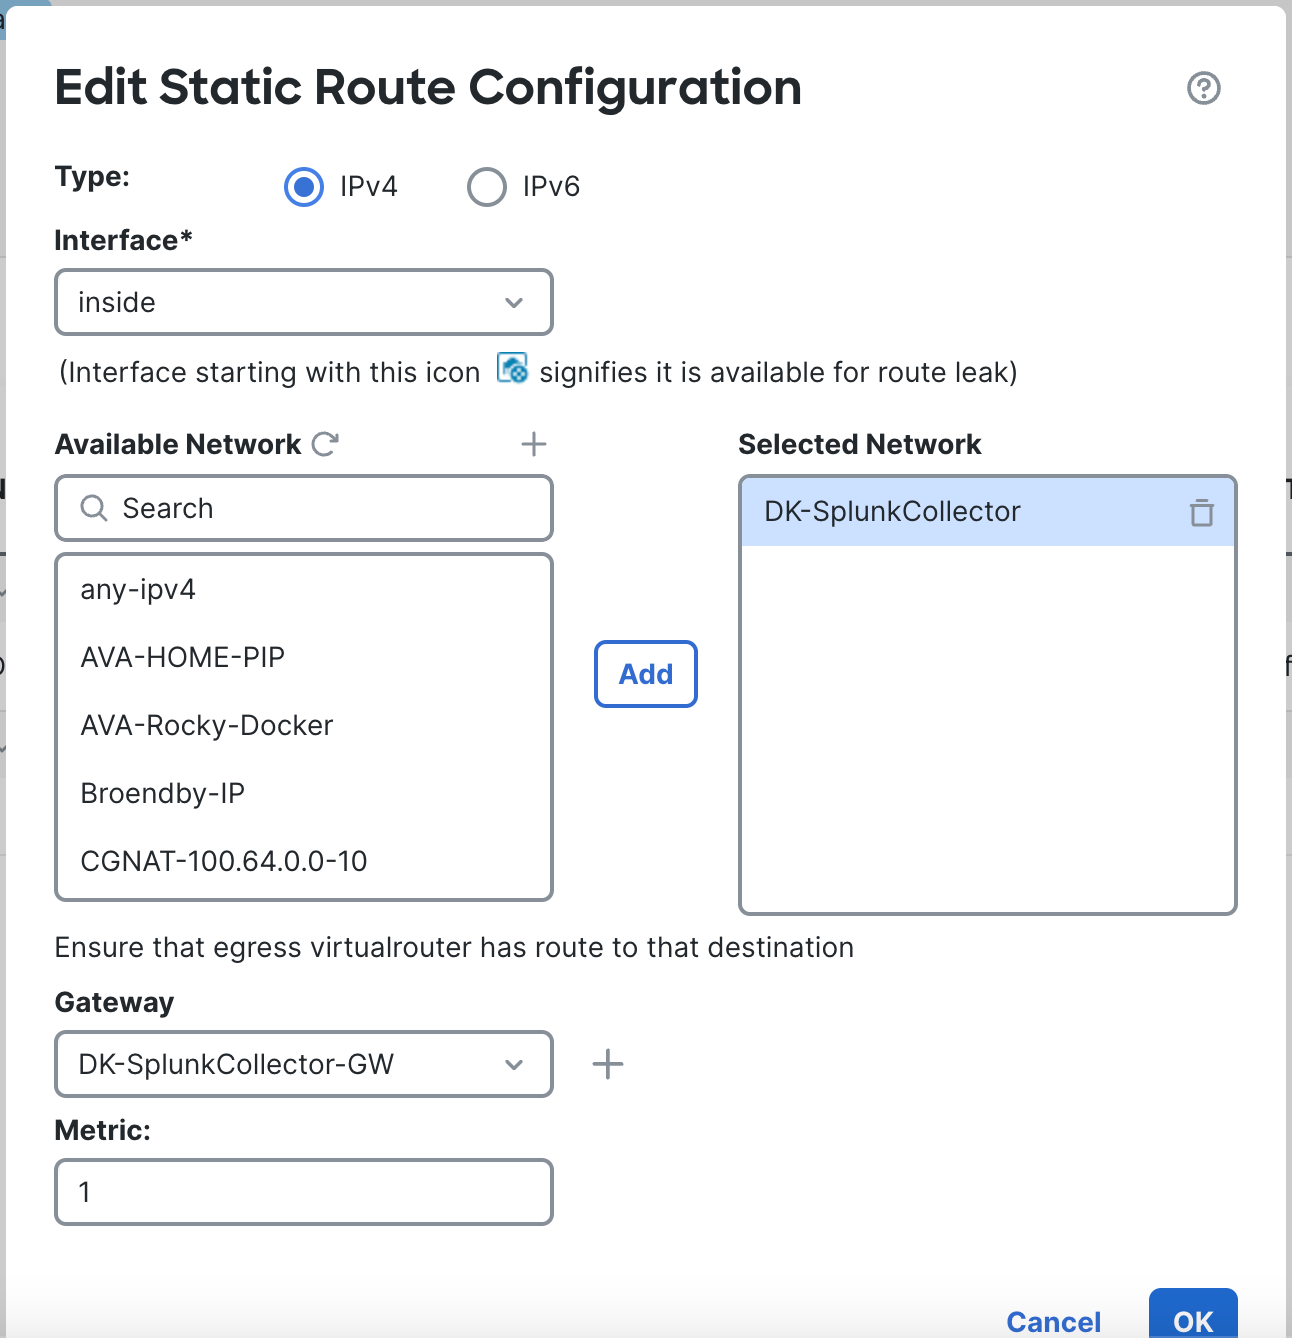 Edit Static Route Configuration
Type:
IPv4
IPv6
Interface*
inside
(Interface starting with this icon signifies it is available for route leak)
Available Network
Selected Network
Search
DK-SplunkCollector
any-ipv4
AVA-HOME-PIP
AVA-Rocky-Docker
Broendby-IP
CGNAT-100.64.0.0-10
Add
Ensure that egress virtualrouter has route to that destination
Gateway
DK-SplunkCollector-GW
Metric:
1
Cancel
OK